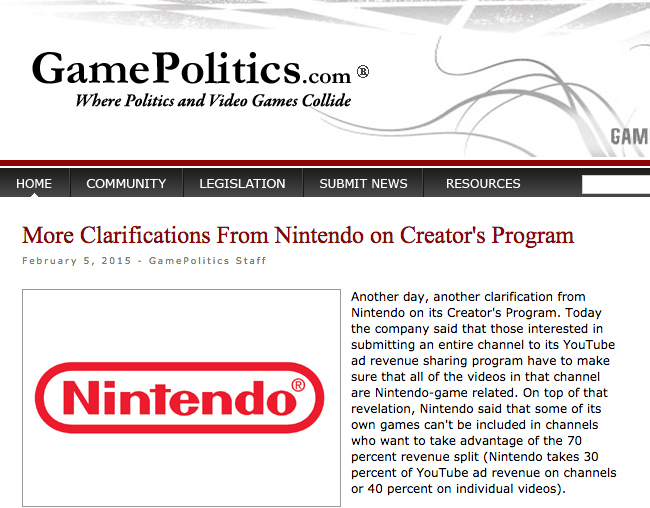 GamePolitics.com ®
Where Politics and Video Games Collide
GAM
HOME COMMUNITY LEGISLATION SUBMIT NEWS RESOURCES
More Clarifications From Nintendo on Creator's Program
February 5, 2015 - GamePolitics Staff
Nintendo®
Another day, another clarification from
Nintendo on its Creator's Program. Today
the company said that those interested in
submitting an entire channel to its YouTube
ad revenue sharing program have to make
sure that all of the videos in that channel
are Nintendo-game related. On top of that
revelation, Nintendo said that some of its
own games can't be included in channels
who want to take advantage of the 70
percent revenue split (Nintendo takes 30
percent of YouTube ad revenue on channels
or 40 percent on individual videos).